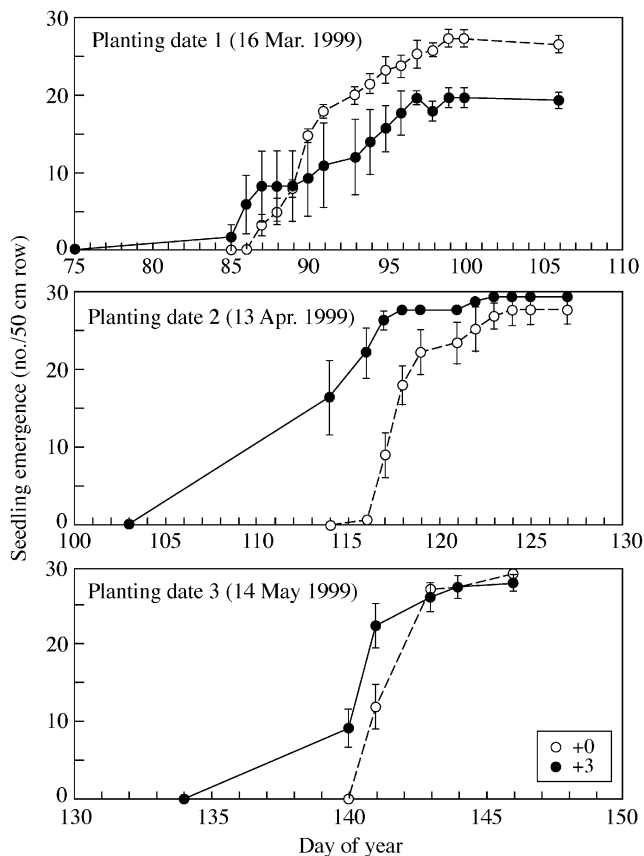 Planting date 1 (16 Mar. 1999)
30
20
10
0
75 80 85 90 95 100 105 110
Planting date 2 (13 Apr. 1999)
30
20
10
0
100 105 110 115 120 125 130
Seedling emergence (no./50 cm row)
Planting date 3 (14 May 1999)
30
20
10
0
130 135 140 145 150
+0
+3
Day of year